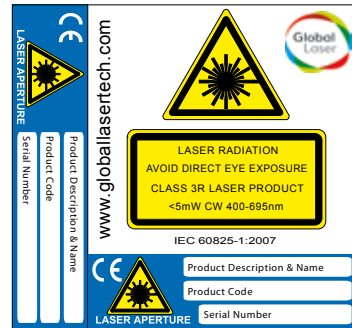 LASER APERTURE
Product Description & Name
Product Code
Serial Number
www.globallasertech.com
Global
Laser
LASER RADIATION
AVOID DIRECT EYE EXPOSURE
CLASS 3R LASER PRODUCT
<5mW CW 400-695nm
IEC 60825-1:2007
CE
Product Description & Name
Product Code
Serial Number
LASER APERTURE
CE